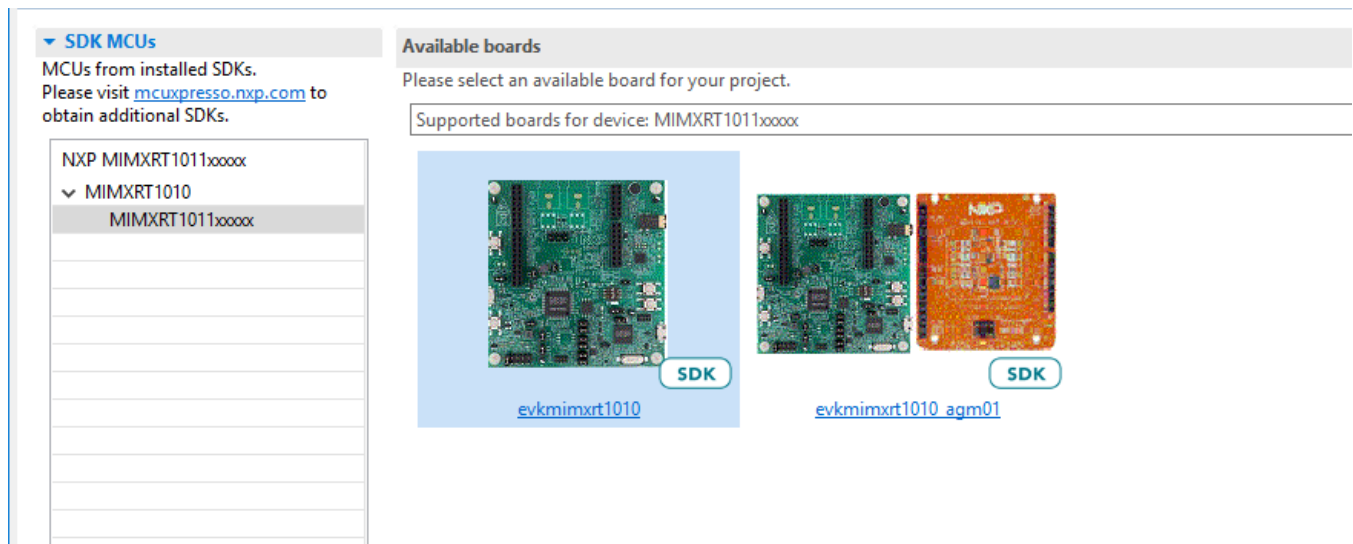 SDK MCUs
MCUs from installed SDKs.
Please visit mcuxpresso.nxp.com to
obtain additional SDKs.
NXP MIMXRT1011xxxxx
MIMXRT1010
MIMXRT1011xxxxx
Available boards
Please select an available board for your project.
Supported boards for device: MIMXRT1011xxxxx
NXP
SDK
SDK
evkmimxrt1010
evkmimxrt1010_agm01